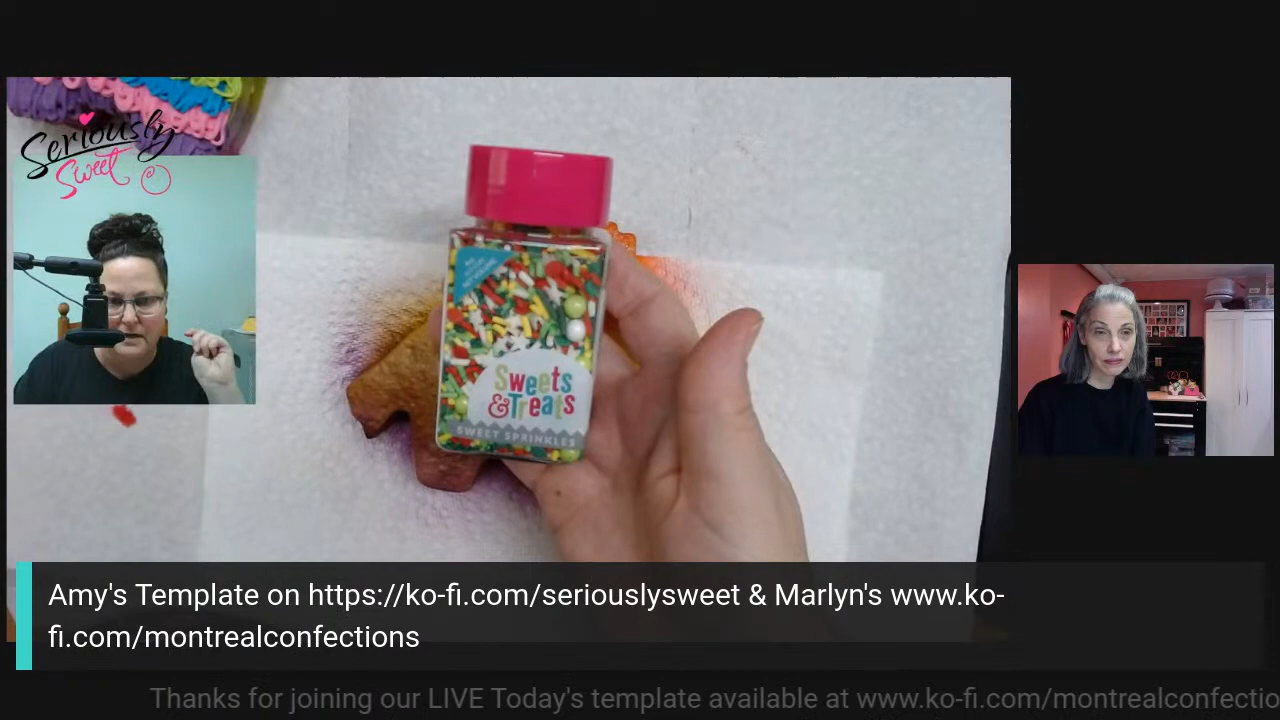 Seriously
Sweet
Sweets
&Treats
SWEET SPRINKLES
Amy's Template on https://ko-fi.com/seriouslysweet & Marlyn's www.ko-
fi.com/montrealconfections
Thanks for joining our LIVE Today's template available at www.ko-fi.com/montrealconfectio